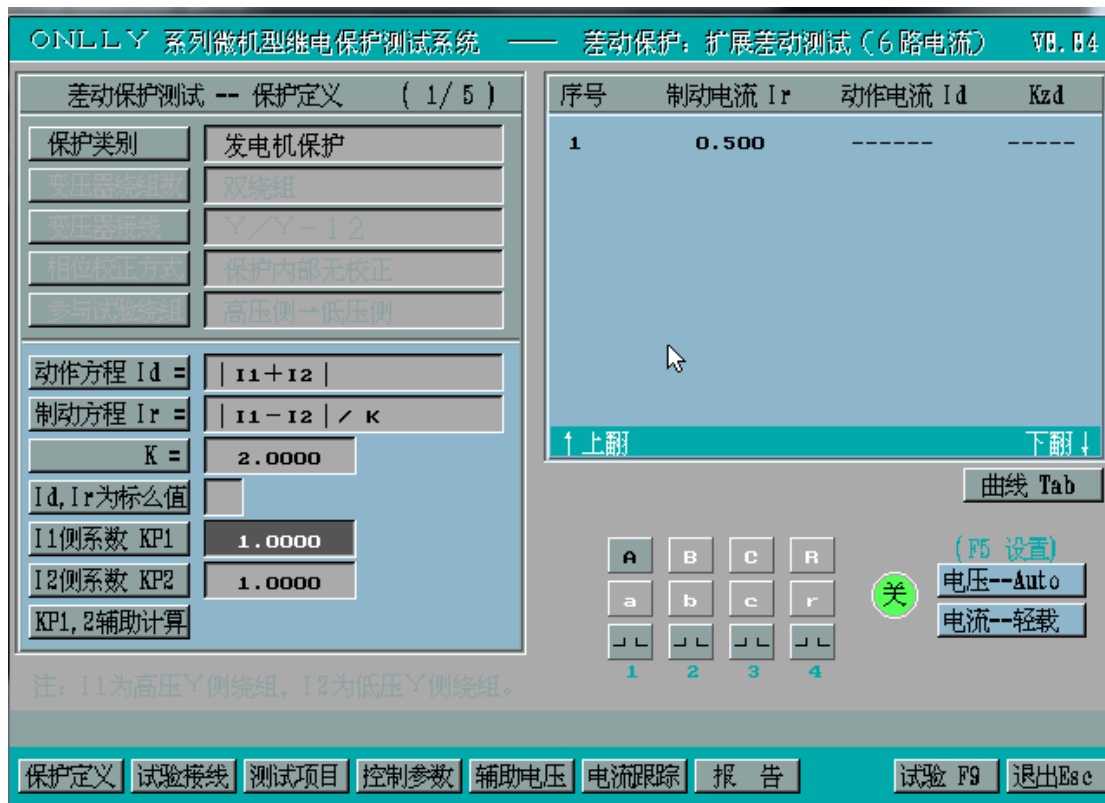 ONLLY 系列微机型继电保护测试系统 —— 差动保护：扩展差动测试（6路电流） V8.04
差动保护测试 -- 保护定义 ( 1/ 5 )
保护类别 发电机保护
变压器绕组数 双绕组
变压器接线 Y／Y－12
相位校正方式 保护内部无校正
参与试验绕组 高压侧→低压侧
动作方程 Id = | I1＋I2 |
制动方程 Ir = | I1－I2 |／ K
K = 2.0000
Id,Ir为标么值
I1侧系数 KP1 1.0000
I2侧系数 KP2 1.0000
KP1,2辅助计算
注：I1为高压Y侧绕组，I2为低压Y侧绕组。
序号 制动电流 Ir 动作电流 Id Kzd
1 0.500 ------ -----
↑上翻 下翻↓
曲线 Tab
A B C R
a b c r
1 2 3 4
关
(F5 设置)
电压--Auto
电流--轻载
保护定义 试验接线 测试项目 控制参数 辅助电压 电流跟踪 报 告 试验 F9 退出Esc